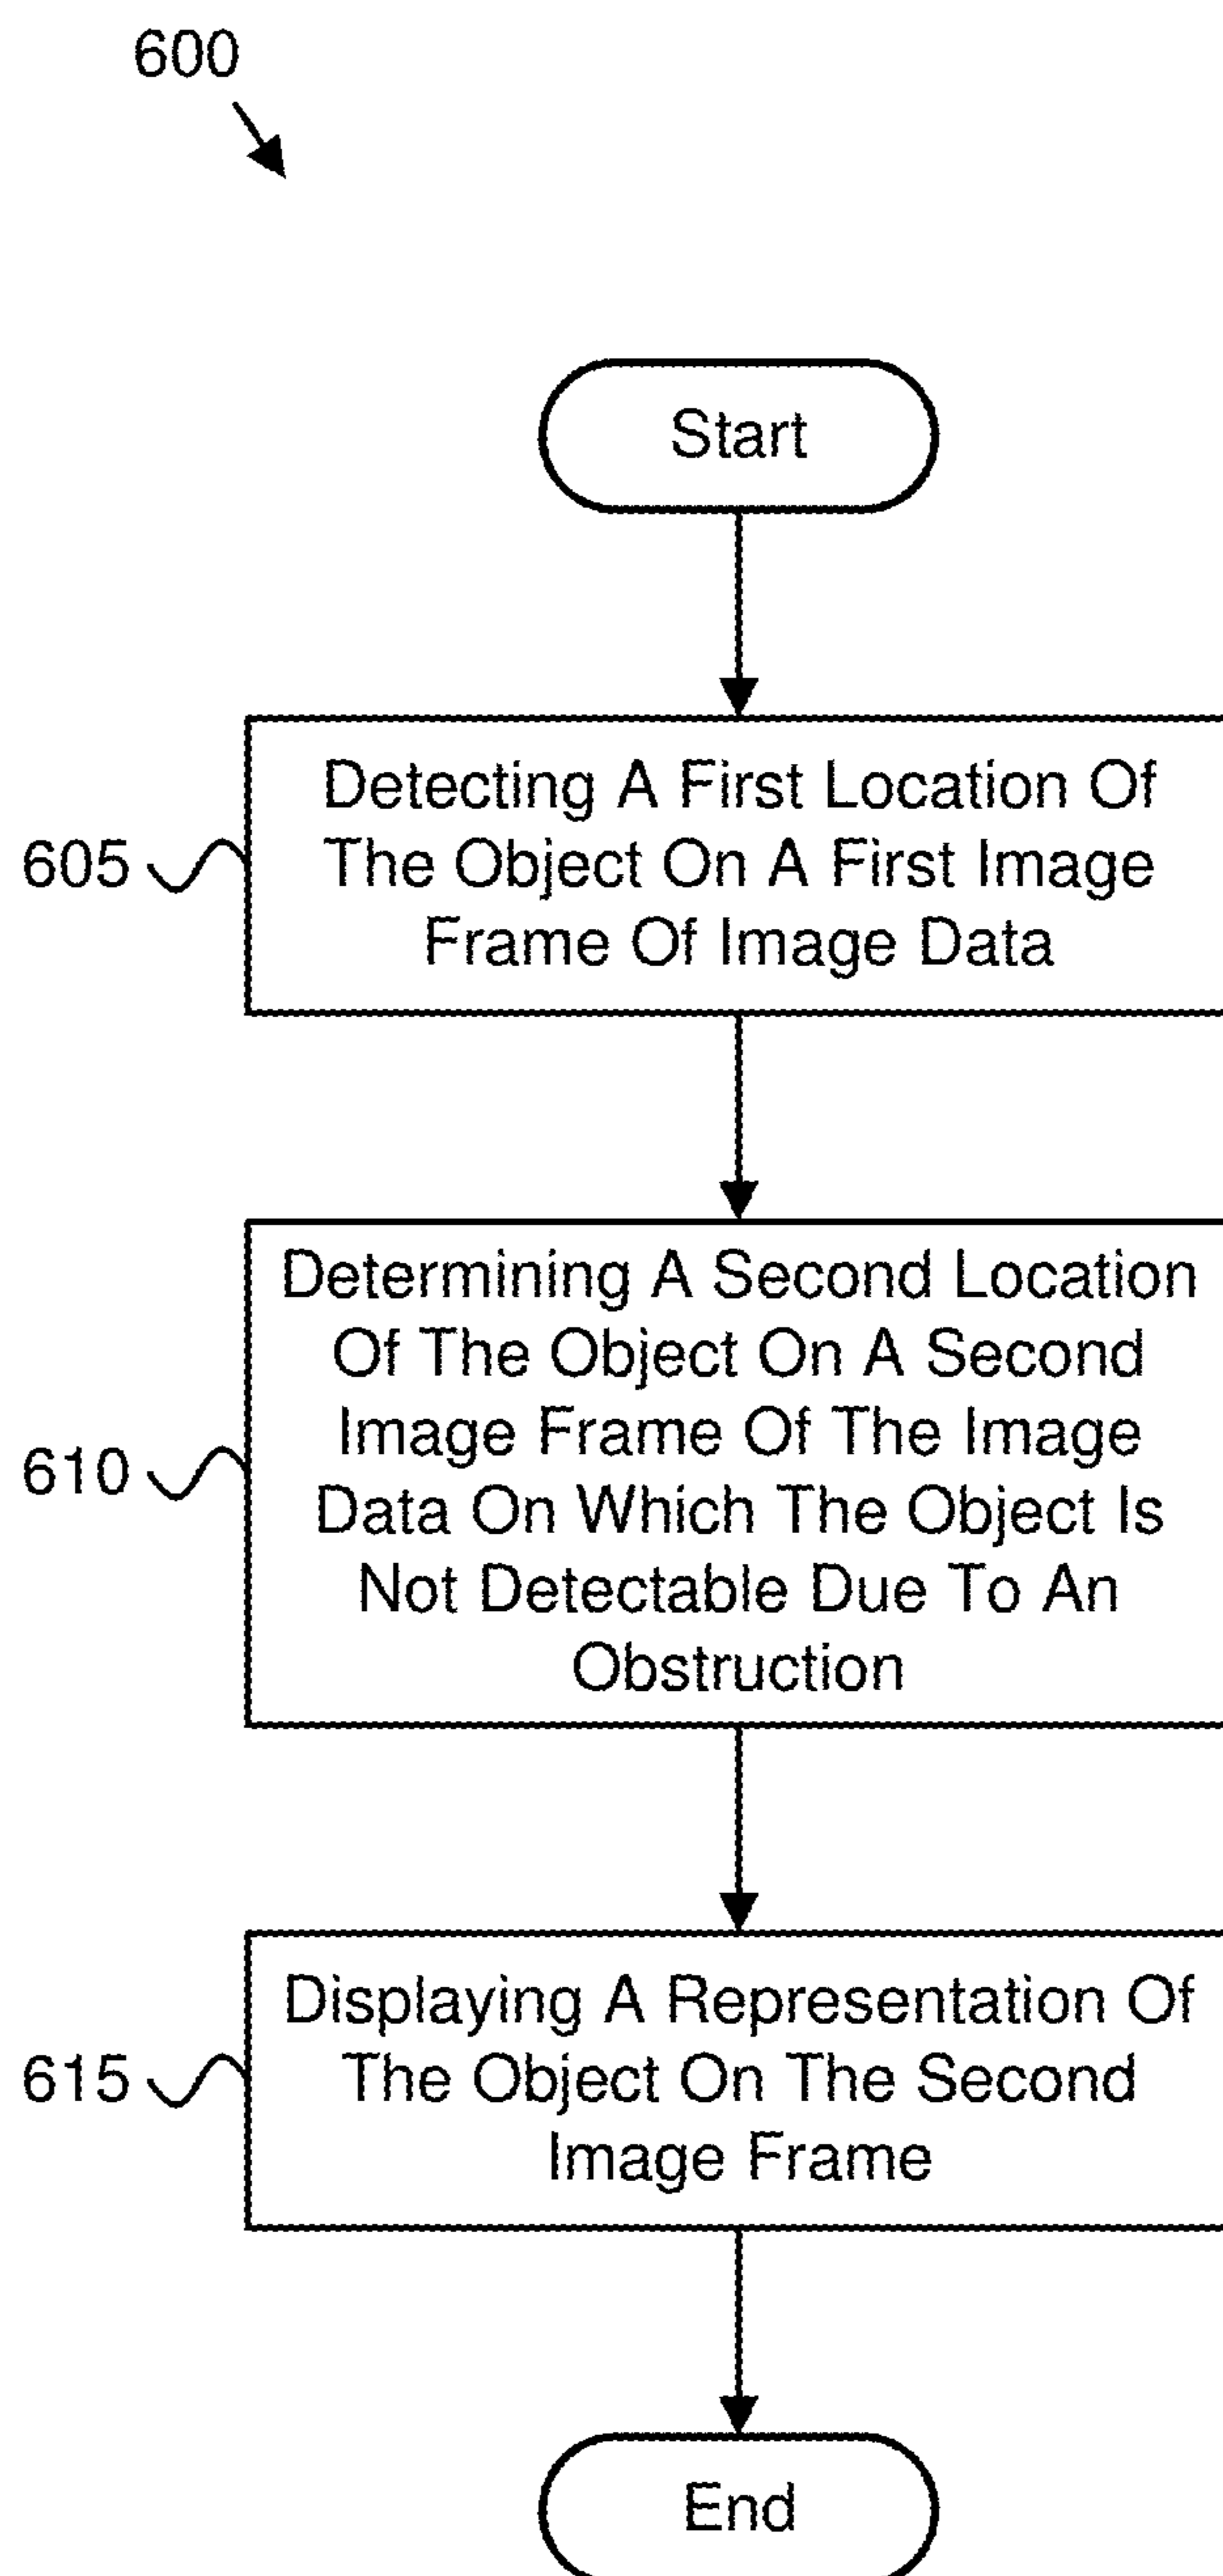 600
Start
605
Detecting A First Location Of
The Object On A First Image
Frame Of Image Data
610
Determining A Second Location
Of The Object On A Second
Image Frame Of The Image
Data On Which The Object Is
Not Detectable Due To An
Obstruction
615
Displaying A Representation Of
The Object On The Second
Image Frame
End